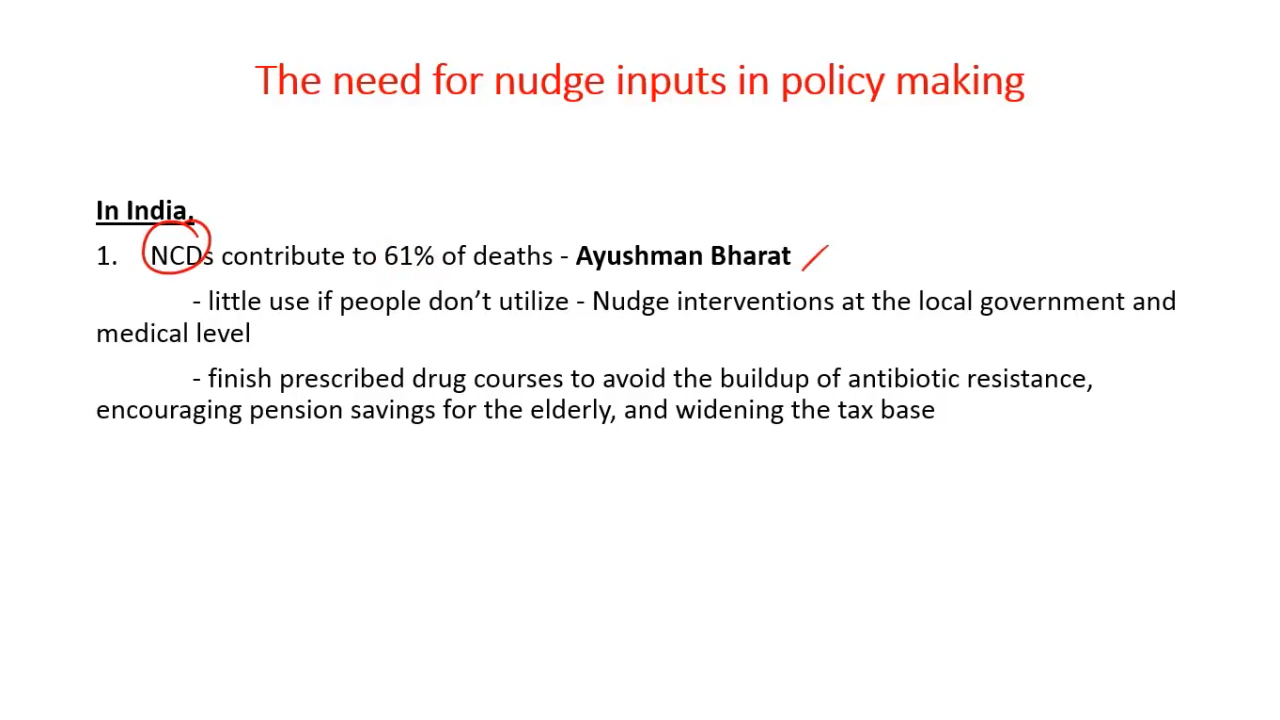 The need for nudge inputs in policy making
In India,
1. NCDs contribute to 61% of deaths - Ayushman Bharat
- little use if people don’t utilize - Nudge interventions at the local government and
medical level
- finish prescribed drug courses to avoid the buildup of antibiotic resistance,
encouraging pension savings for the elderly, and widening the tax base